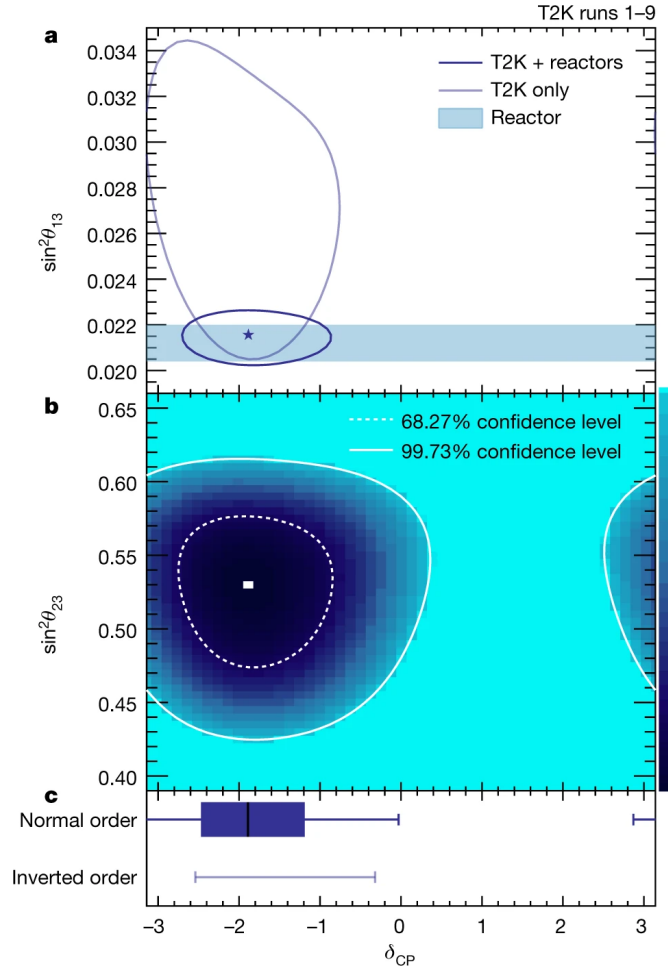 T2K runs 1–9
a
T2K + reactors
T2K only
Reactor
0.034
0.032
0.030
0.028
0.026
0.024
0.022
0.020
sin²θ₁₃
b
68.27% confidence level
99.73% confidence level
0.65
0.60
0.55
0.50
0.45
0.40
sin²θ₂₃
c
Normal order
Inverted order
–3 –2 –1 0 1 2 3
δCP